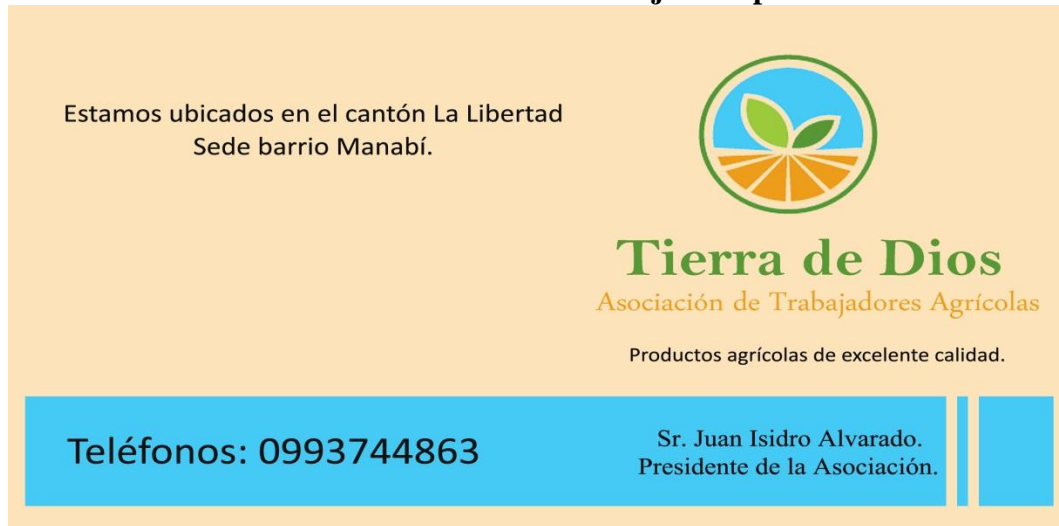 Estamos ubicados en el cantón La Libertad
Sede barrio Manabí.
Tierra de Dios
Asociación de Trabajadores Agrícolas
Productos agrícolas de excelente calidad.
Teléfonos: 0993744863
Sr. Juan Isidro Alvarado.
Presidente de la Asociación.